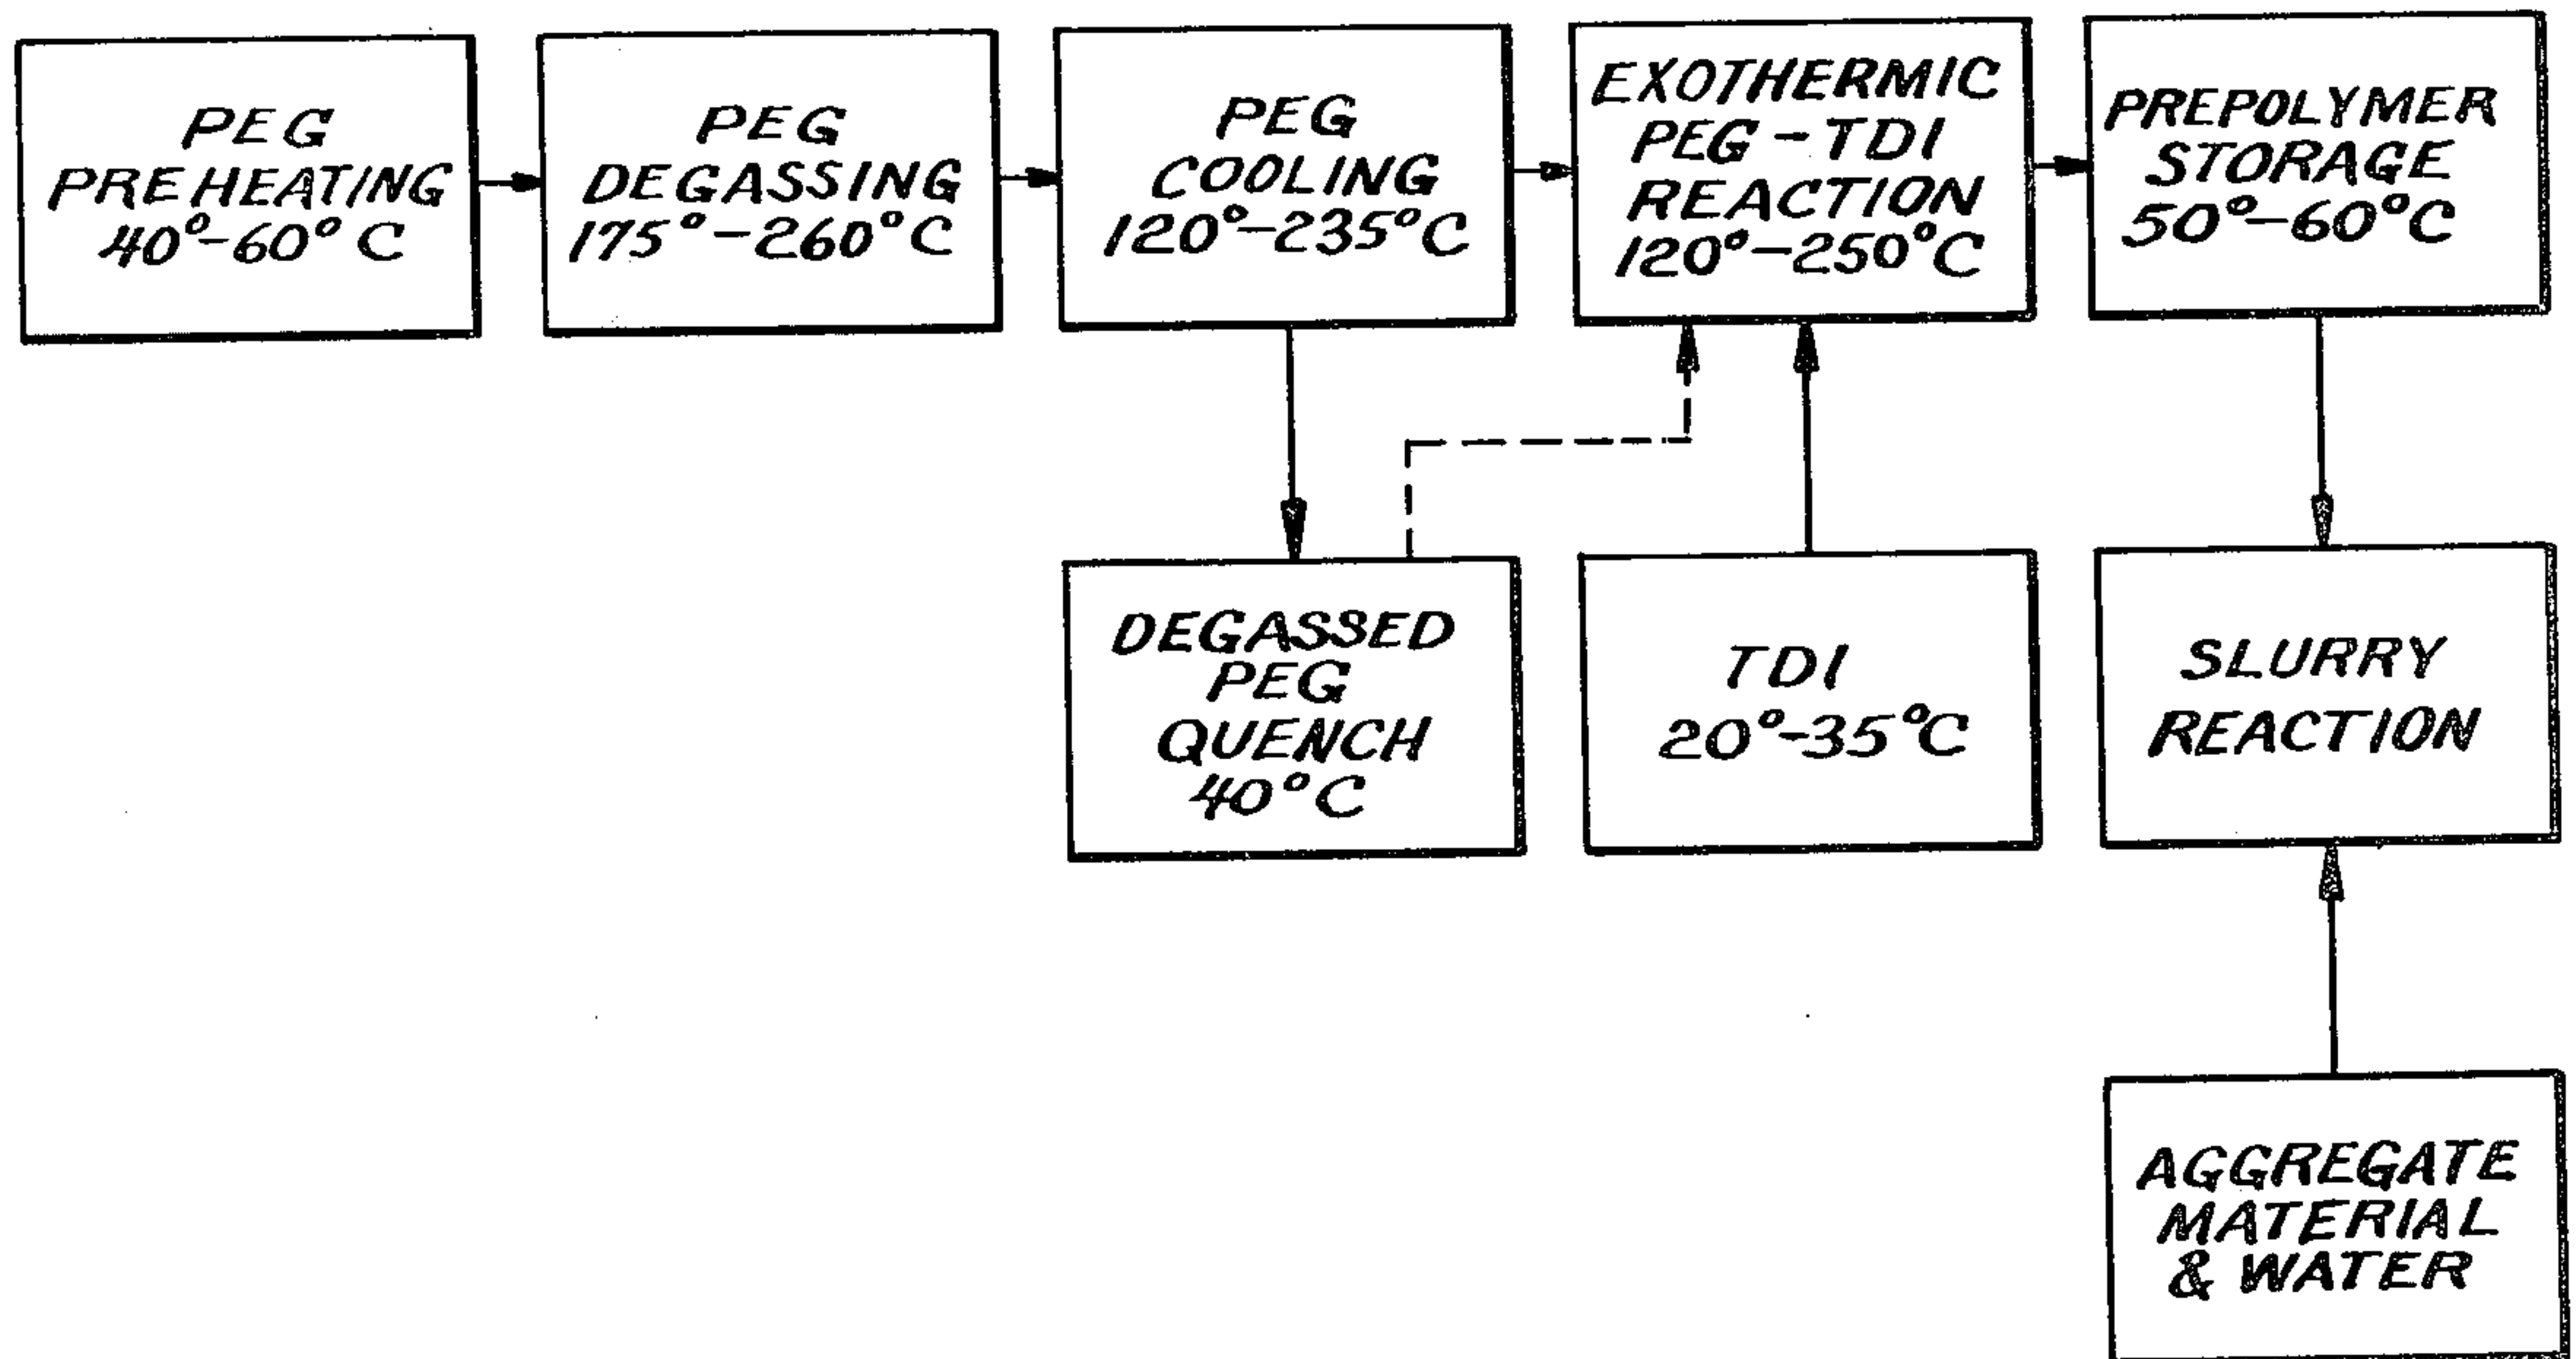 PEG
PREHEATING
40°-60°C
PEG
DEGASSING
175°-260°C
PEG
COOLING
120°-235°C
EXOTHERMIC
PEG-TDI
REACTION
120°-250°C
PREPOLYMER
STORAGE
50°-60°C
DEGASSED
PEG
QUENCH
40°C
TDI
20°-35°C
SLURRY
REACTION
AGGREGATE
MATERIAL
& WATER